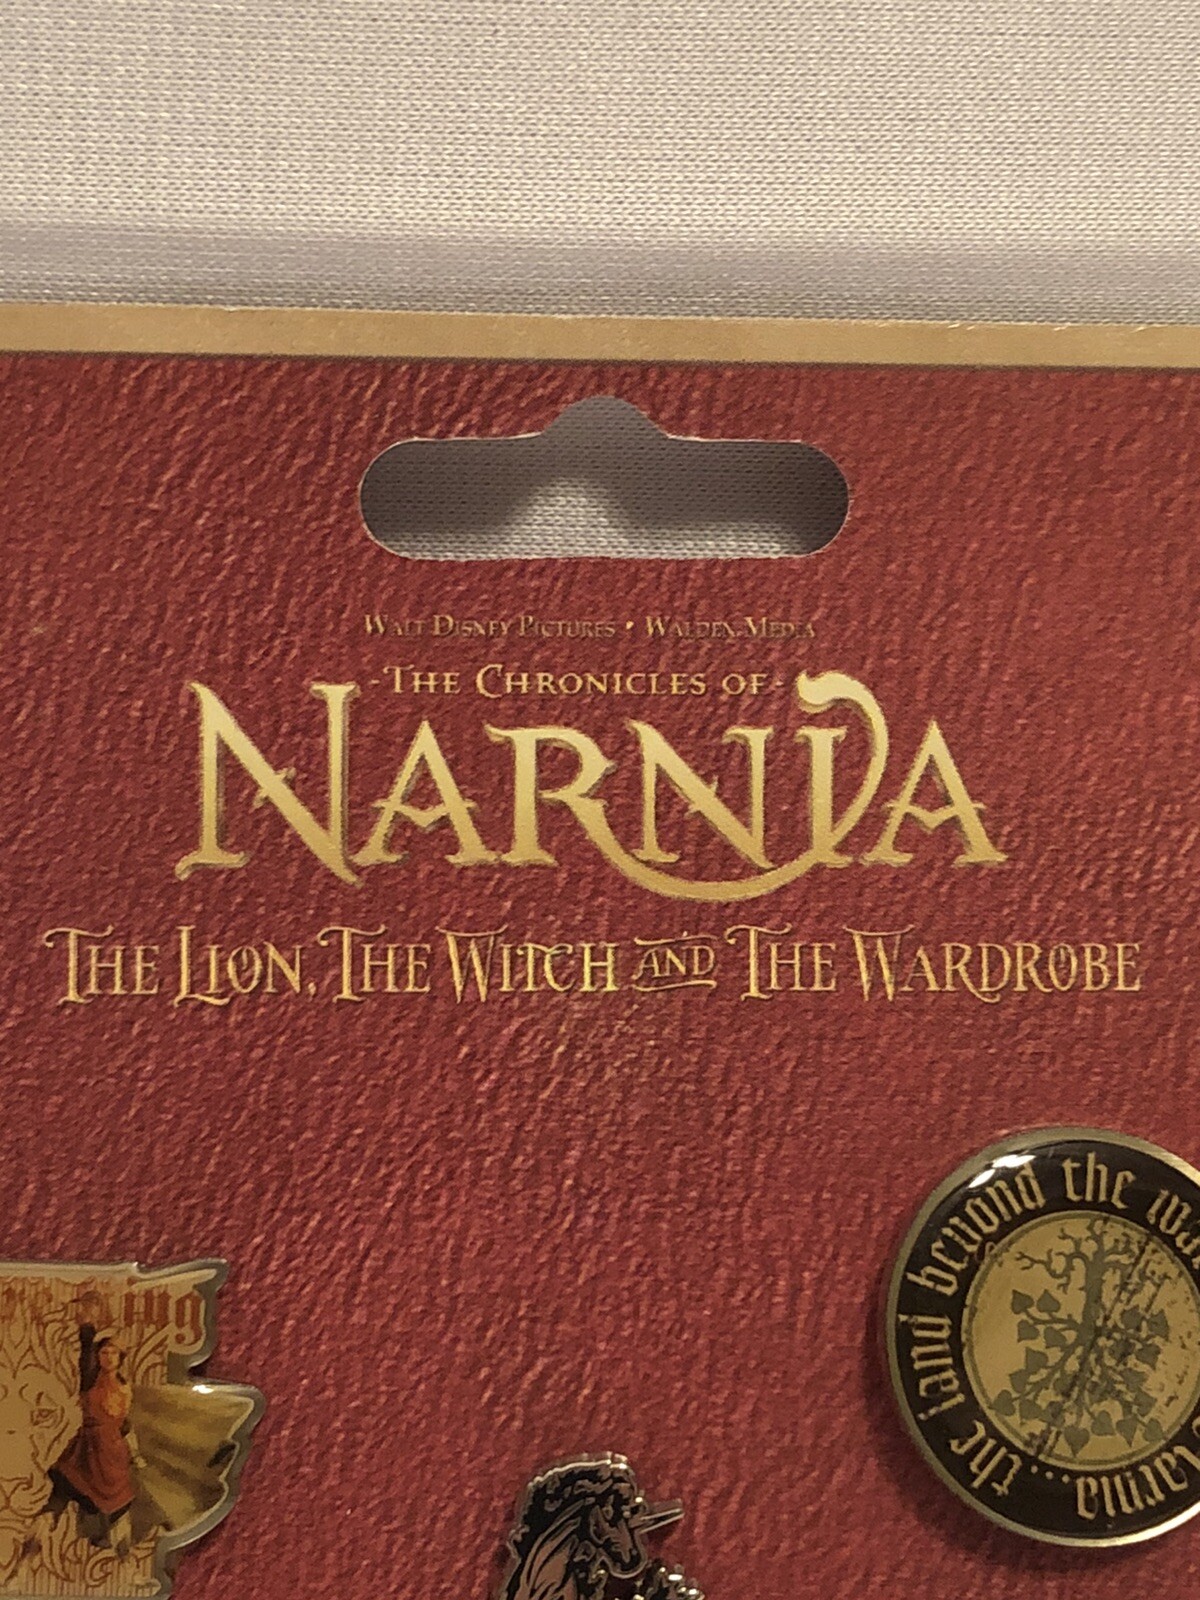 WALT DISNEY PICTURES • WALDEN MEDIA
-THE CHRONICLES OF-
NARNIA
THE LION, THE WITCH AND THE WARDROBE
Narnia...the land beyond the
King